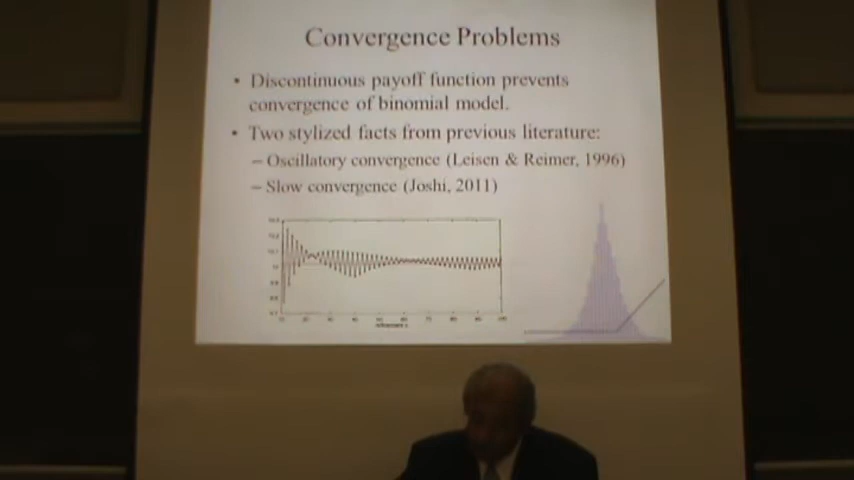 Convergence Problems
• Discontinuous payoff function prevents
convergence of binomial model.
• Two stylized facts from previous literature:
– Oscillatory convergence (Leisen & Reimer, 1996)
– Slow convergence (Joshi, 2011)